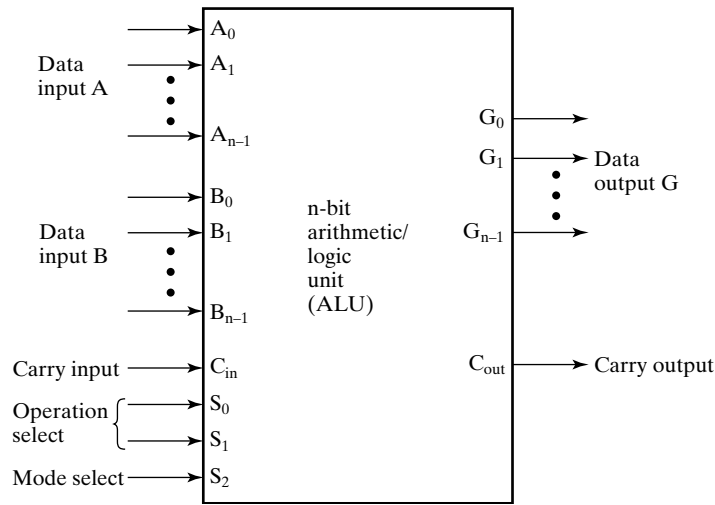 Data
input A
A₀
A₁
Aₙ₋₁
Data
input B
B₀
B₁
Bₙ₋₁
Carry input
Cᵢₙ
Operation
select
S₀
S₁
Mode select
S₂
n-bit
arithmetic/
logic
unit
(ALU)
G₀
G₁
Gₙ₋₁
Data
output G
Cₒᵤₜ
Carry output